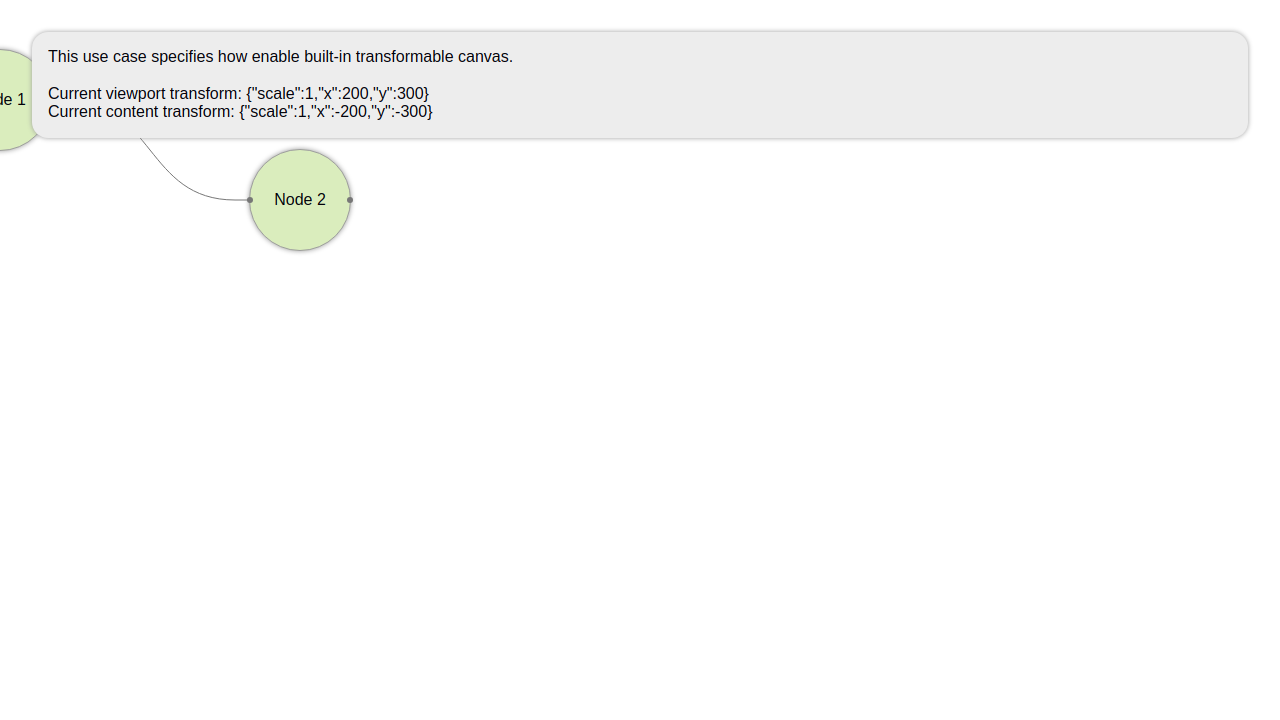 This use case specifies how enable built-in transformable canvas.
Current viewport transform: {"scale":1,"x":200,"y":300}
Current content transform: {"scale":1,"x":-200,"y":-300}
de 1
Node 2